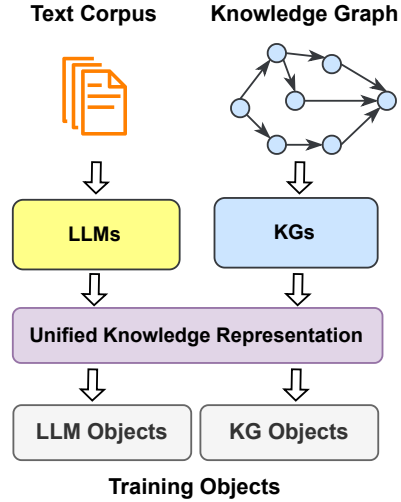 Text Corpus
Knowledge Graph
LLMs
KGs
Unified Knowledge Representation
LLM Objects
KG Objects
Training Objects